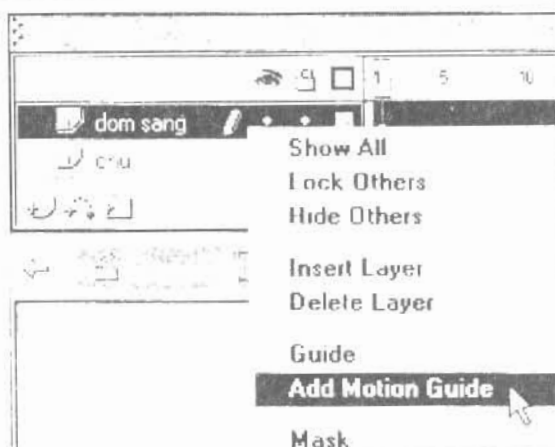 1 5 10
dom sang
chu
Show All
Lock Others
Hide Others
Insert Layer
Delete Layer
Guide
Add Motion Guide
Mask